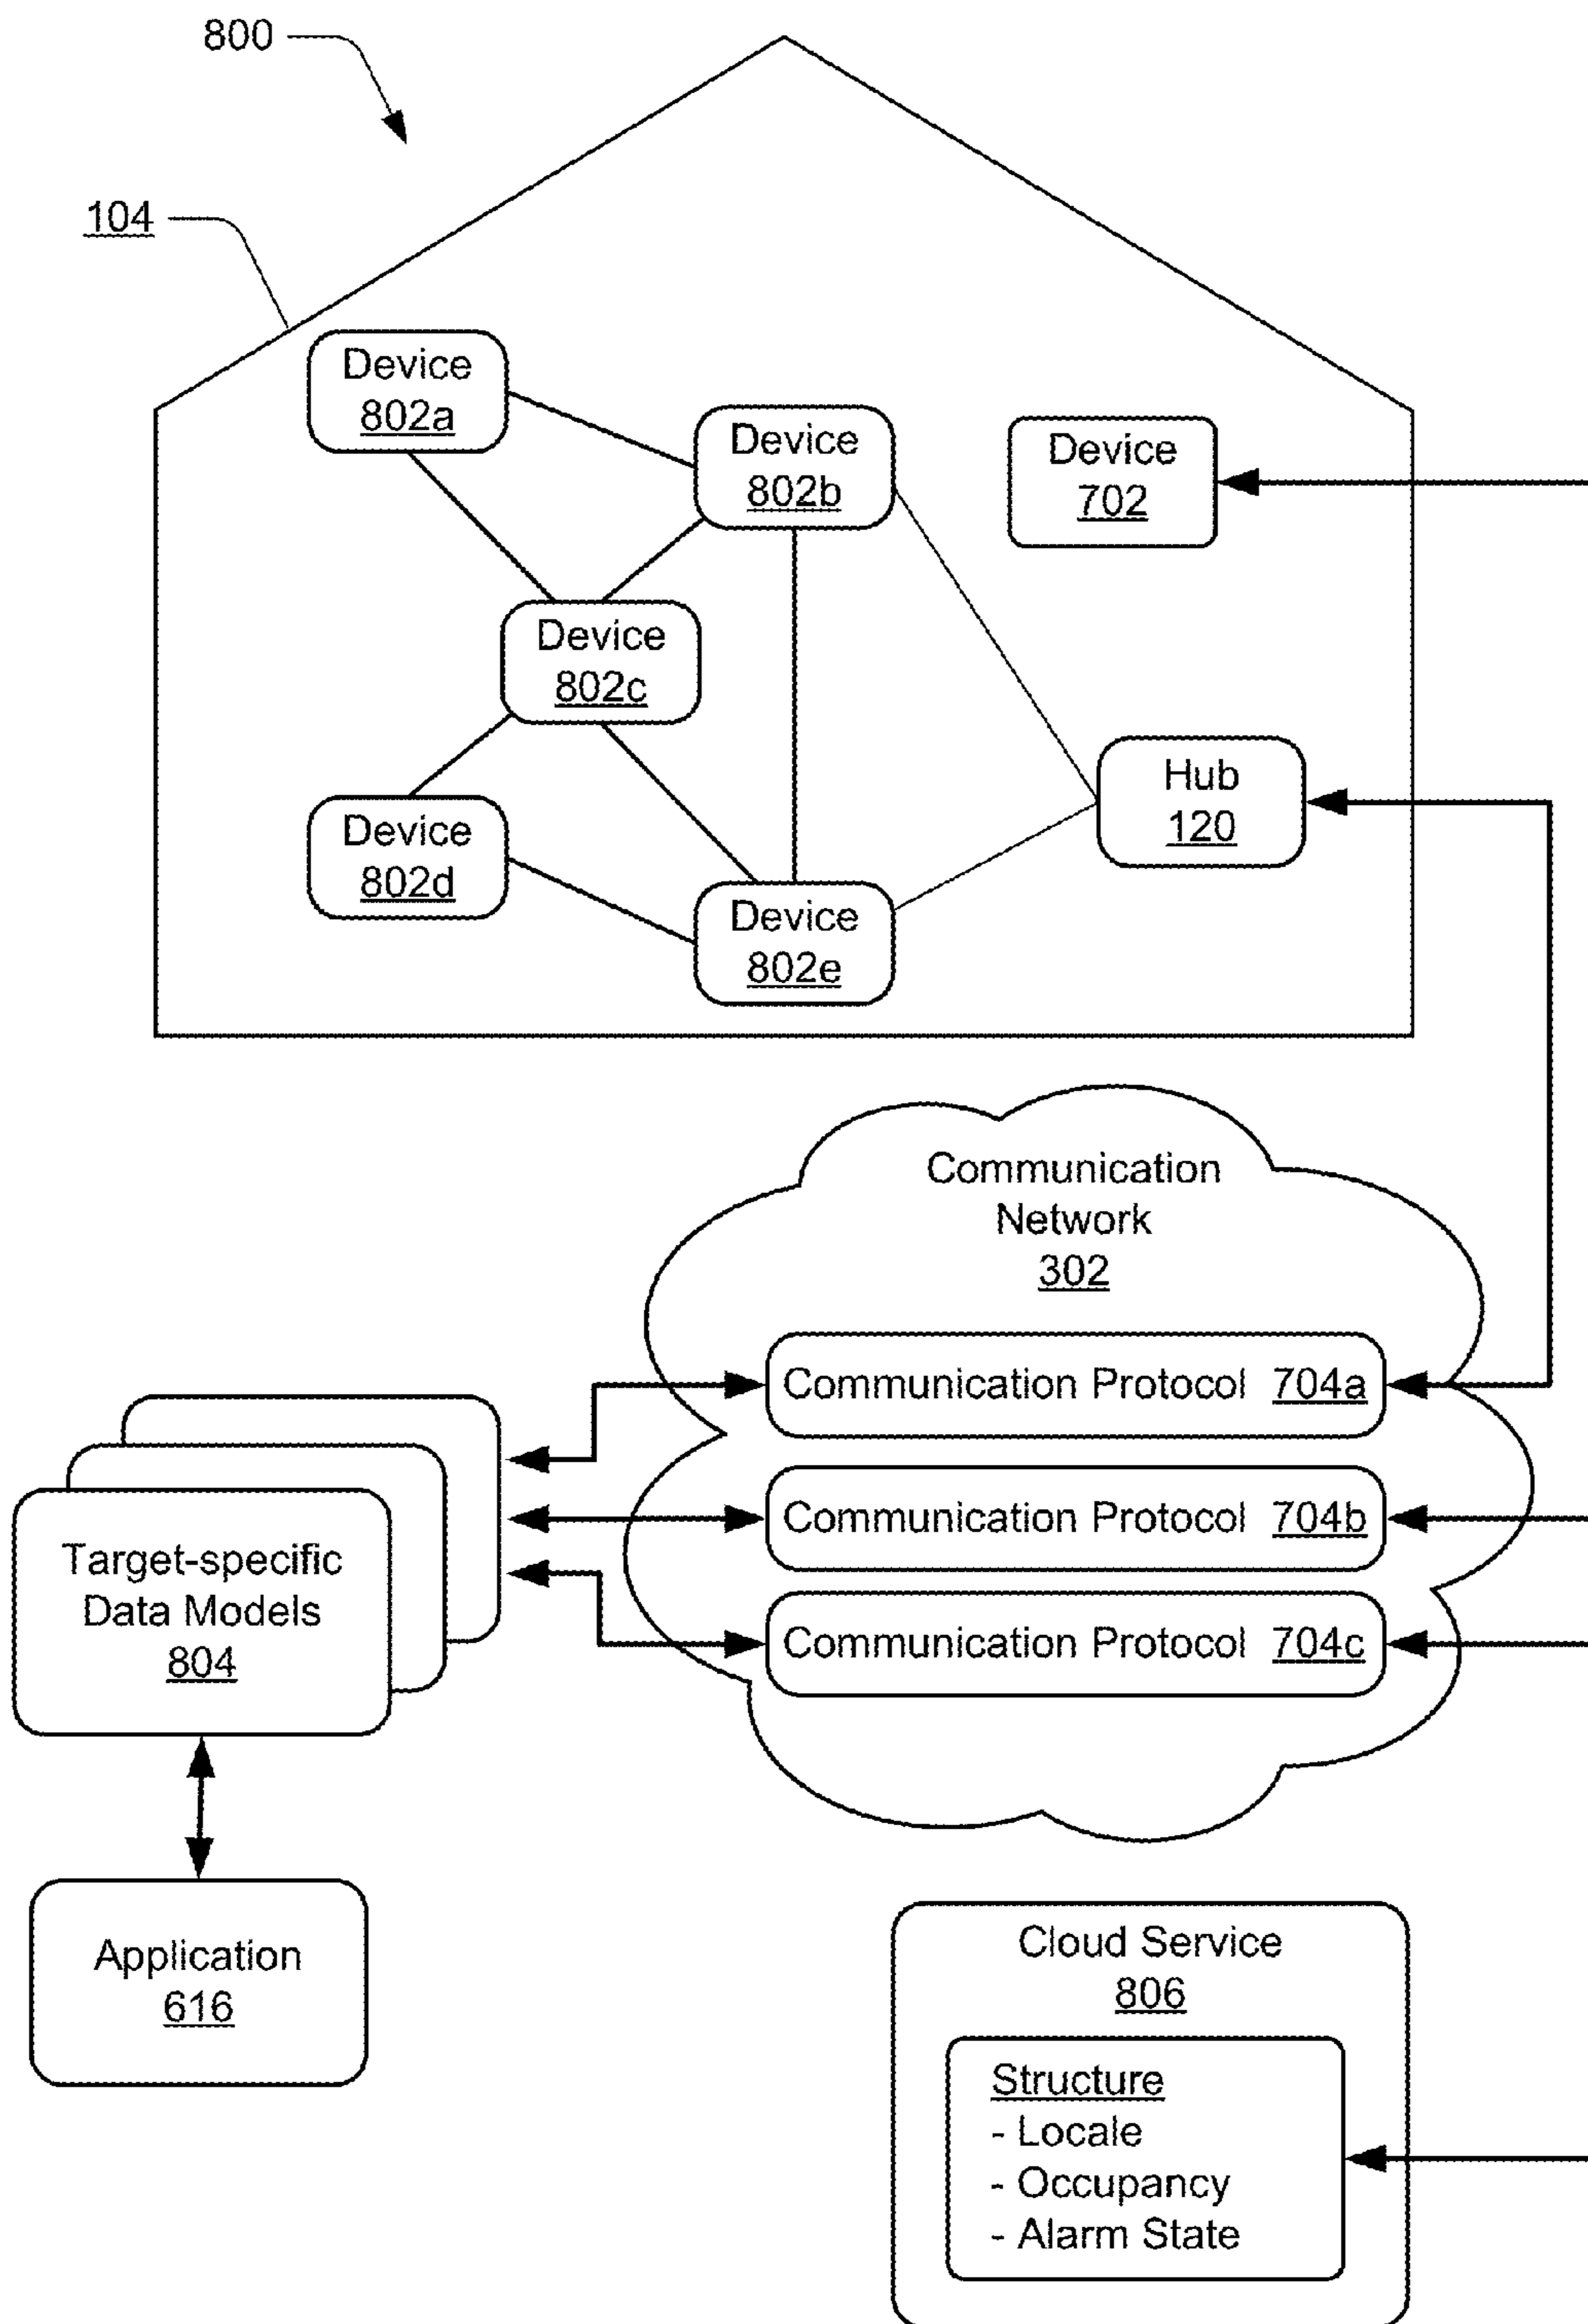 800
104
Device
802a
Device
802b
Device
702
Device
802c
Hub
120
Device
802d
Device
802e
Communication
Network
302
Communication Protocol 704a
Communication Protocol 704b
Communication Protocol 704c
Target-specific
Data Models
804
Application
616
Cloud Service
806
Structure
- Locale
- Occupancy
- Alarm State